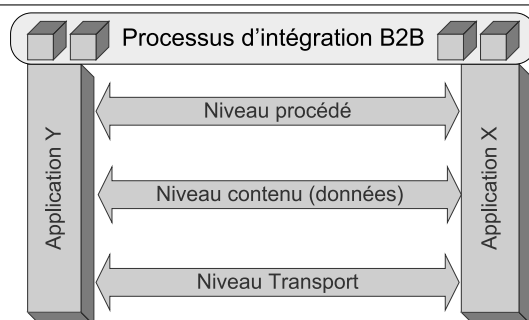 Processus d’intégration B2B
Application Y
Niveau procédé
Niveau contenu (données)
Niveau Transport
Application X